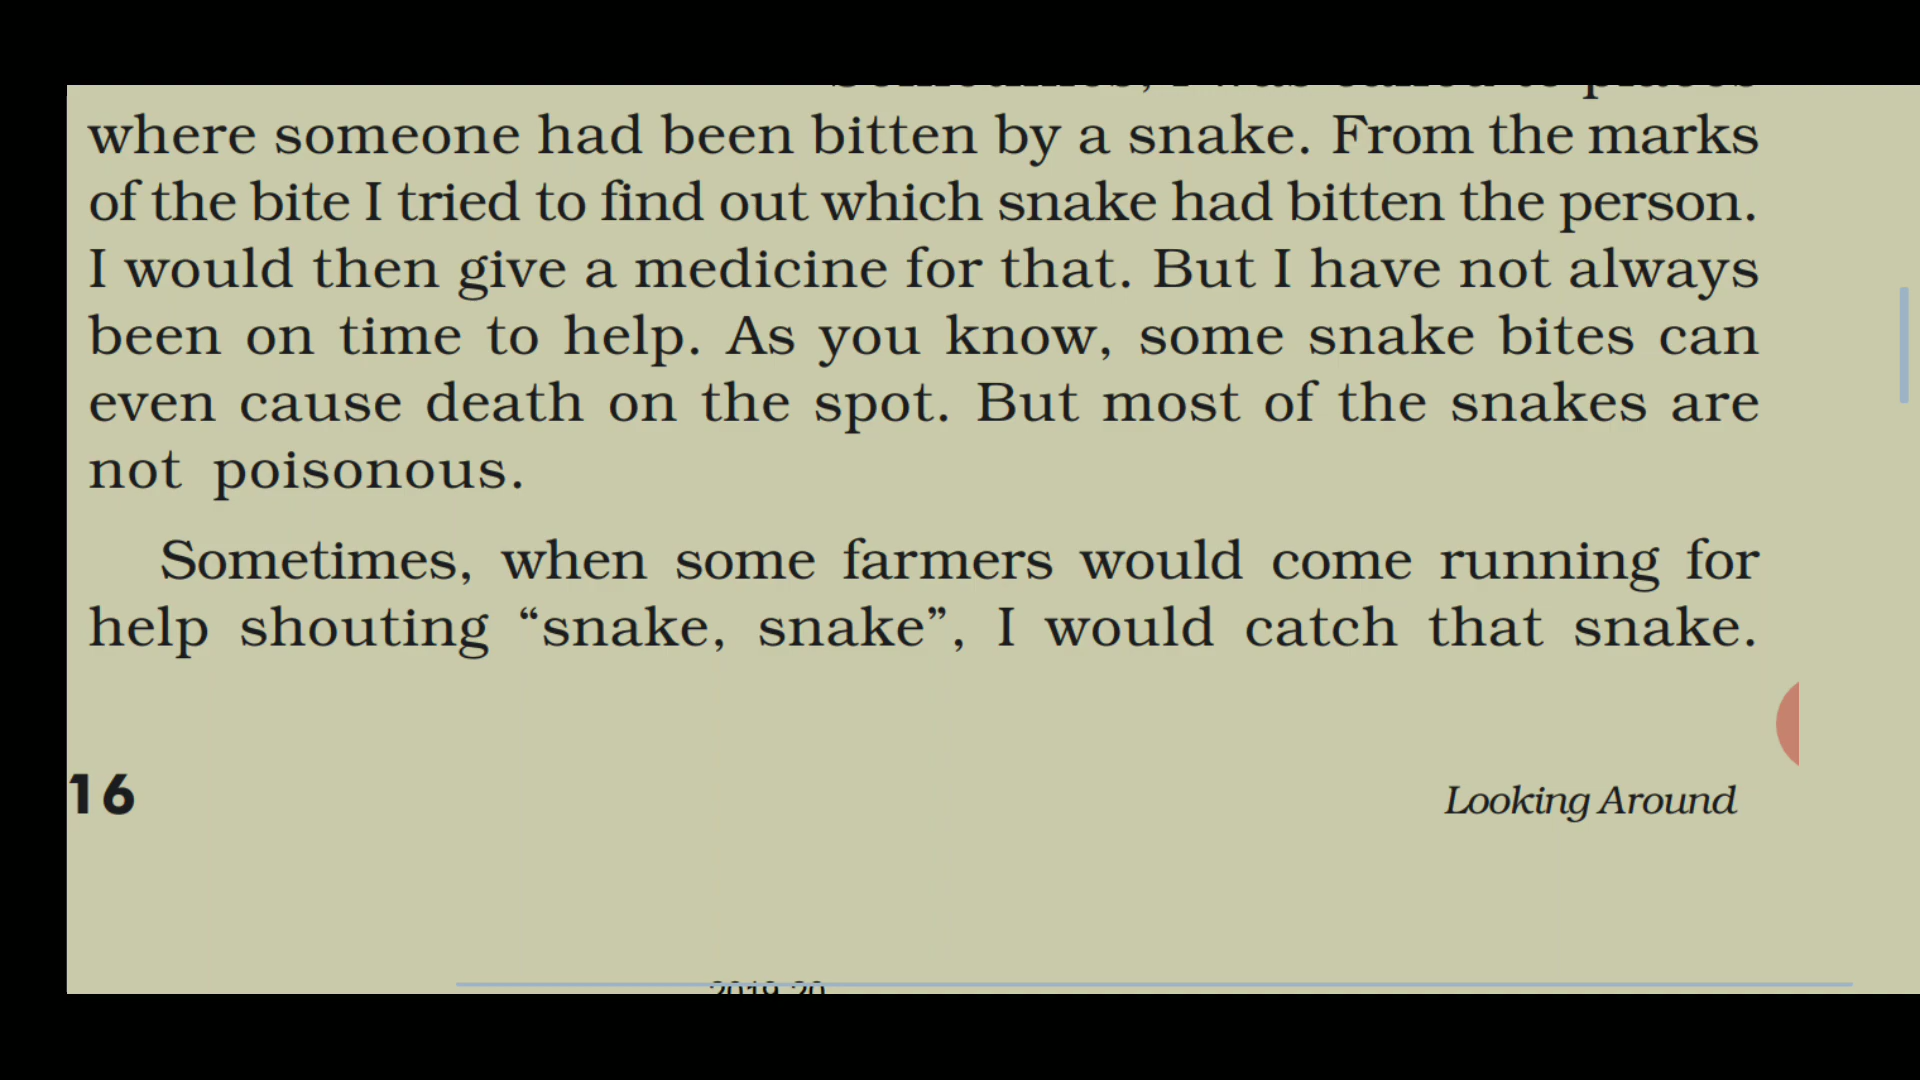 where someone had been bitten by a snake. From the marks
of the bite I tried to find out which snake had bitten the person.
I would then give a medicine for that. But I have not always
been on time to help. As you know, some snake bites can
even cause death on the spot. But most of the snakes are
not poisonous.
Sometimes, when some farmers would come running for
help shouting “snake, snake”, I would catch that snake.
16
Looking Around